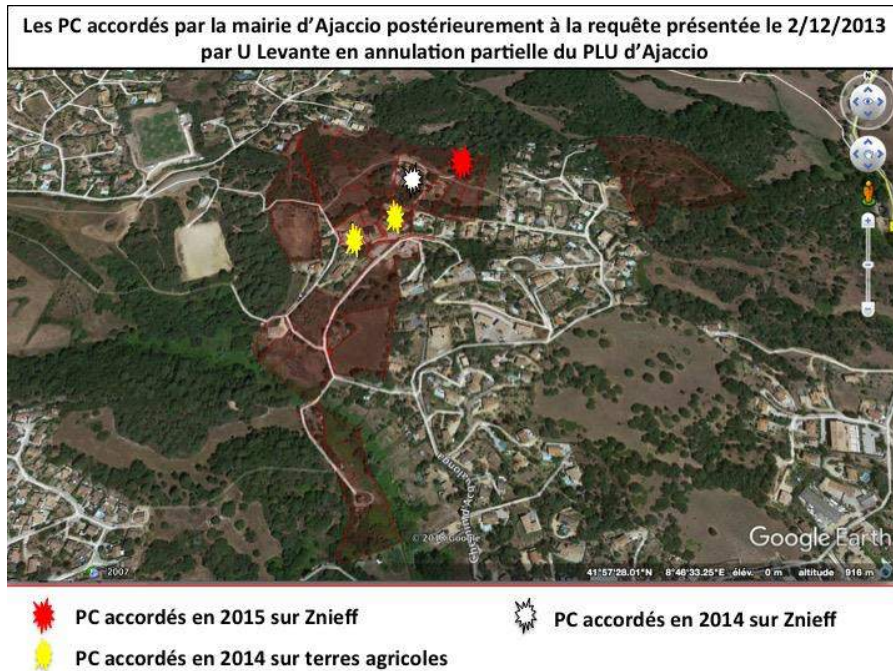 Les PC accordés par la mairie d’Ajaccio postérieurement à la requête présentée le 2/12/2013
par U Levante en annulation partielle du PLU d’Ajaccio
N
© 2015 Google
Google Earth
2007
41°57'28.01"N 8°46'33.25"E élév. 0 m altitude 916 m
PC accordés en 2015 sur Znieff
PC accordés en 2014 sur Znieff
PC accordés en 2014 sur terres agricoles